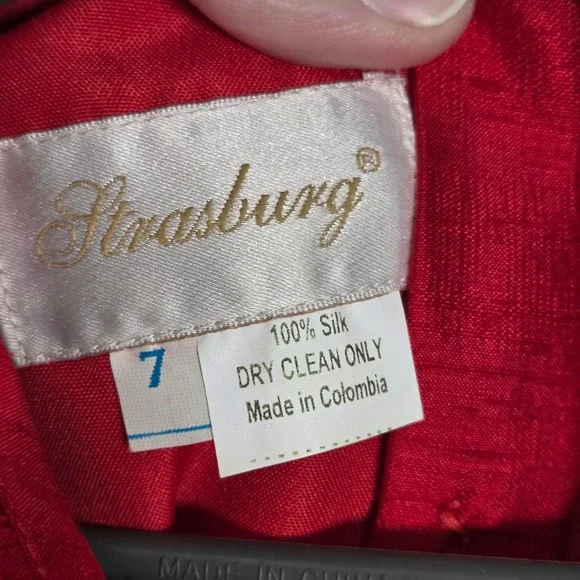 Strasburg®
7
100% Silk
DRY CLEAN ONLY
Made in Colombia
MADE IN CHINA